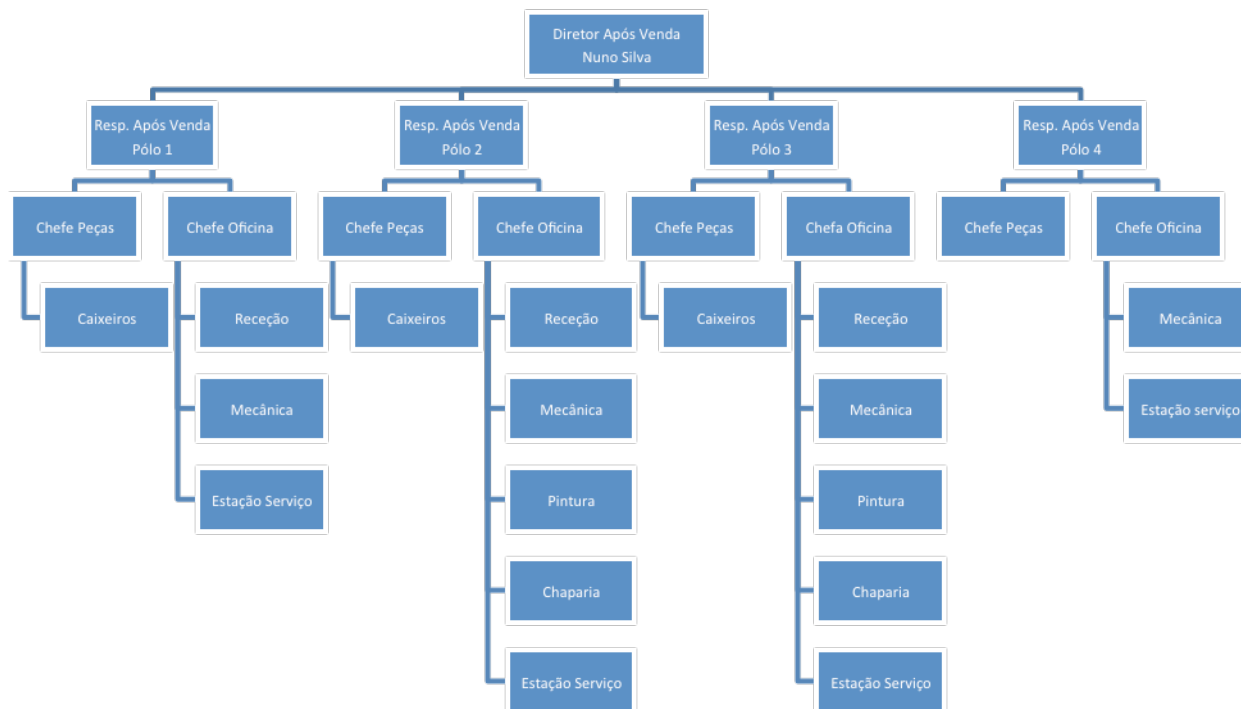 Diretor Após Venda
Nuno Silva
Resp. Após Venda
Pólo 1
Resp. Após Venda
Pólo 2
Resp. Após Venda
Pólo 3
Resp. Após Venda
Pólo 4
Chefe Peças
Chefe Oficina
Chefe Peças
Chefe Oficina
Chefe Peças
Chefa Oficina
Chefe Peças
Chefe Oficina
Caixeiros
Receção
Caixeiros
Receção
Caixeiros
Receção
Mecânica
Mecânica
Mecânica
Mecânica
Estação serviço
Estação Serviço
Pintura
Pintura
Chaparia
Chaparia
Estação Serviço
Estação Serviço